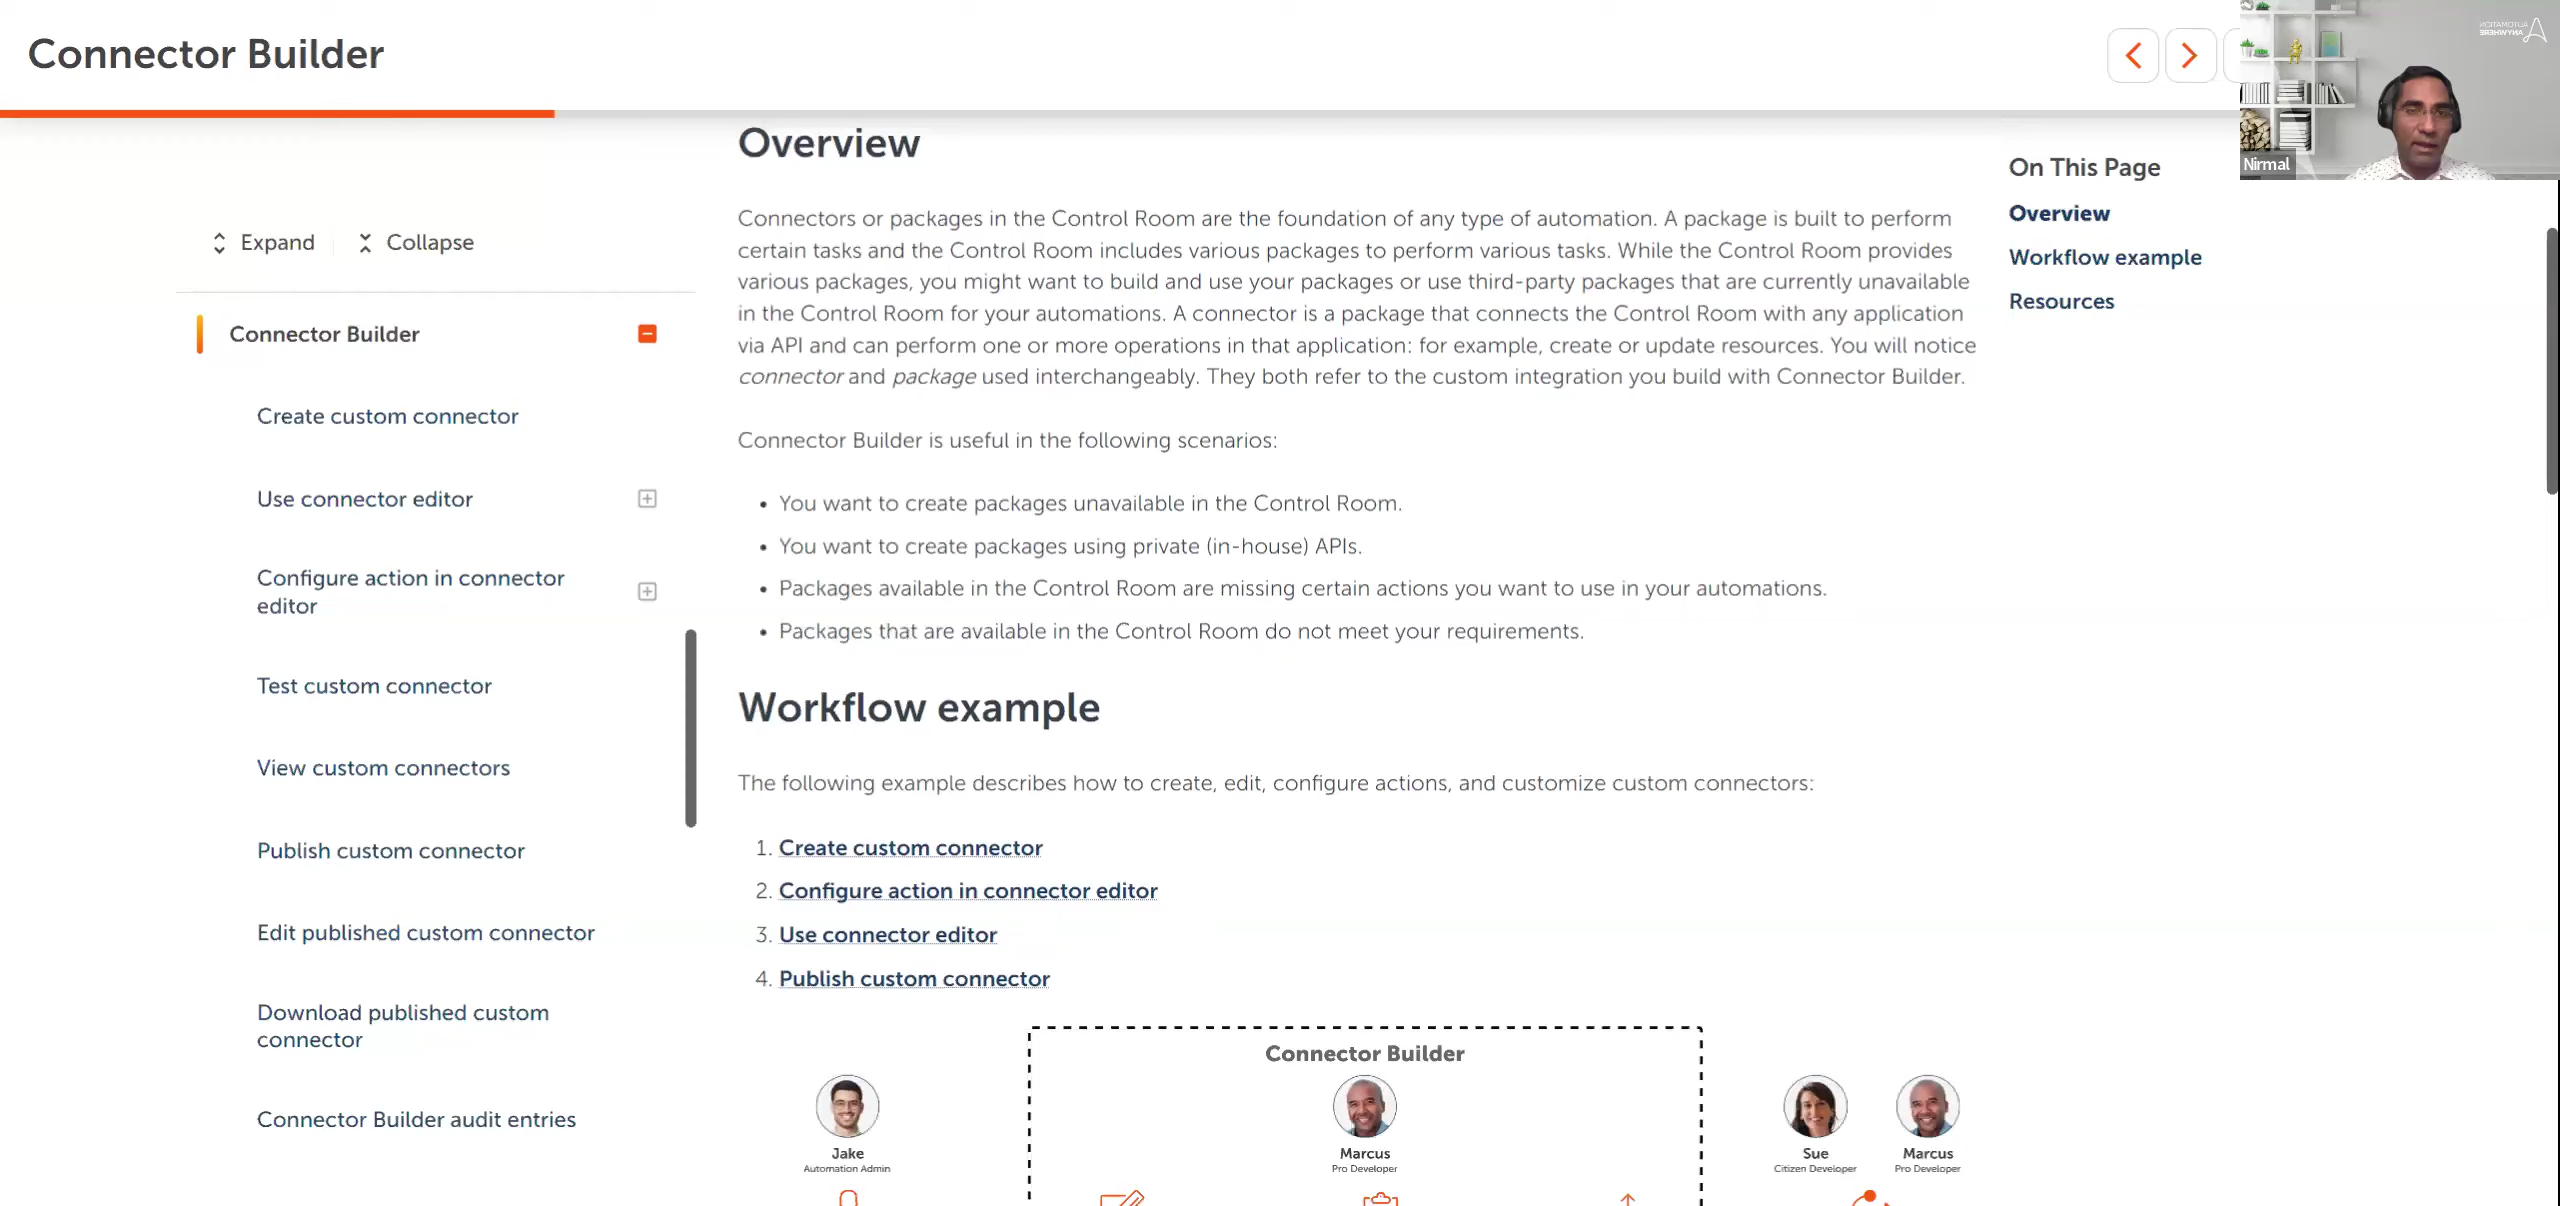 Connector Builder
AUTOMATION
ANYWHERE
Nirmal
Expand
Collapse
Connector Builder
Create custom connector
Use connector editor
Configure action in connector
editor
Test custom connector
View custom connectors
Publish custom connector
Edit published custom connector
Download published custom
connector
Connector Builder audit entries
Overview
Connectors or packages in the Control Room are the foundation of any type of automation. A package is built to perform
certain tasks and the Control Room includes various packages to perform various tasks. While the Control Room provides
various packages, you might want to build and use your packages or use third-party packages that are currently unavailable
in the Control Room for your automations. A connector is a package that connects the Control Room with any application
via API and can perform one or more operations in that application: for example, create or update resources. You will notice
connector and package used interchangeably. They both refer to the custom integration you build with Connector Builder.
Connector Builder is useful in the following scenarios:
• You want to create packages unavailable in the Control Room.
• You want to create packages using private (in-house) APIs.
• Packages available in the Control Room are missing certain actions you want to use in your automations.
• Packages that are available in the Control Room do not meet your requirements.
Workflow example
The following example describes how to create, edit, configure actions, and customize custom connectors:
1. Create custom connector
2. Configure action in connector editor
3. Use connector editor
4. Publish custom connector
Connector Builder
Jake
Automation Admin
Marcus
Pro Developer
Sue
Citizen Developer
Marcus
Pro Developer
On This Page
Overview
Workflow example
Resources